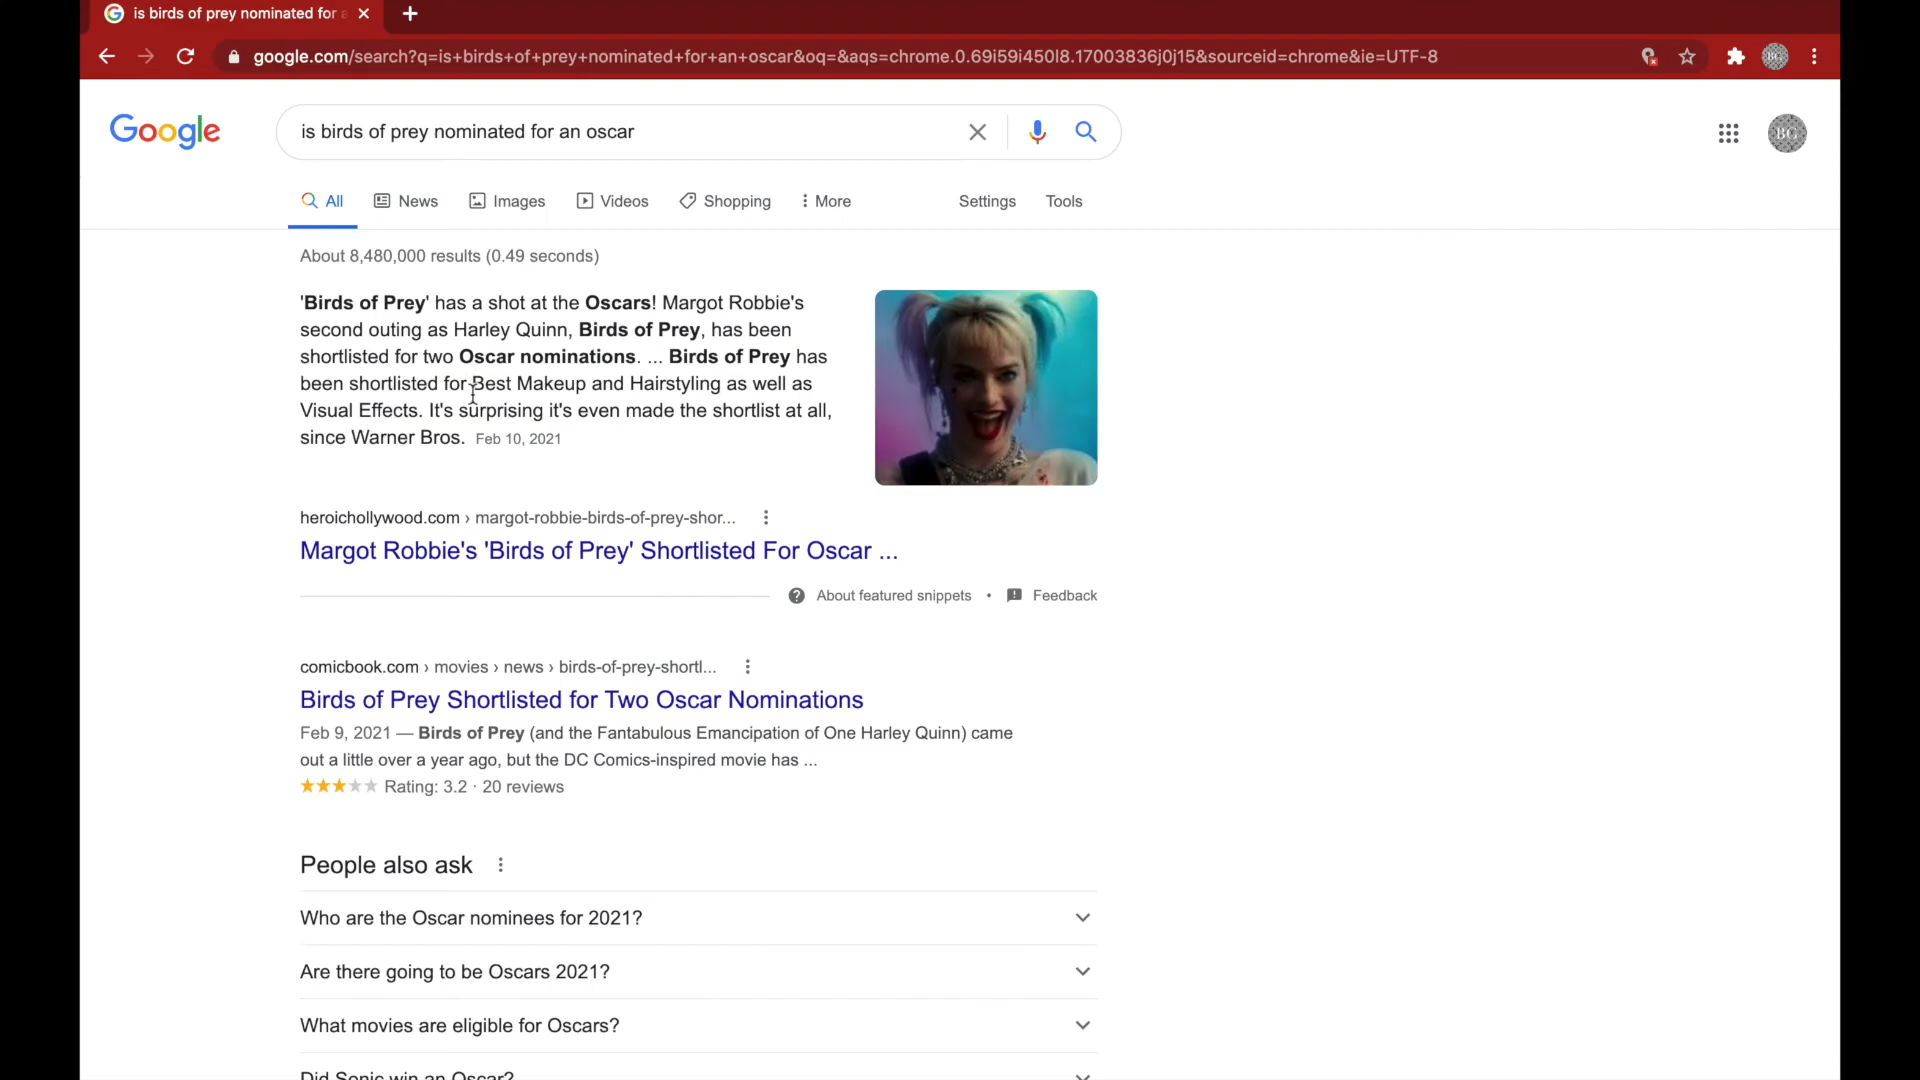 is birds of prey nominated for a
google.com/search?q=is+birds+of+prey+nominated+for+an+oscar&oq=&aqs=chrome.0.69i59i450l8.17003836j0j15&sourceid=chrome&ie=UTF-8
Google
is birds of prey nominated for an oscar
BG
All News Images Videos Shopping More Settings Tools
About 8,480,000 results (0.49 seconds)
'Birds of Prey' has a shot at the Oscars! Margot Robbie's
second outing as Harley Quinn, Birds of Prey, has been
shortlisted for two Oscar nominations. ... Birds of Prey has
been shortlisted for Best Makeup and Hairstyling as well as
Visual Effects. It's surprising it's even made the shortlist at all,
since Warner Bros. Feb 10, 2021
heroichollywood.com › margot-robbie-birds-of-prey-shor...
Margot Robbie's 'Birds of Prey' Shortlisted For Oscar ...
About featured snippets • Feedback
comicbook.com › movies › news › birds-of-prey-shortl...
Birds of Prey Shortlisted for Two Oscar Nominations
Feb 9, 2021 — Birds of Prey (and the Fantabulous Emancipation of One Harley Quinn) came
out a little over a year ago, but the DC Comics-inspired movie has ...
Rating: 3.2 · 20 reviews
People also ask
Who are the Oscar nominees for 2021?
Are there going to be Oscars 2021?
What movies are eligible for Oscars?
Did Sonic win an Oscar?